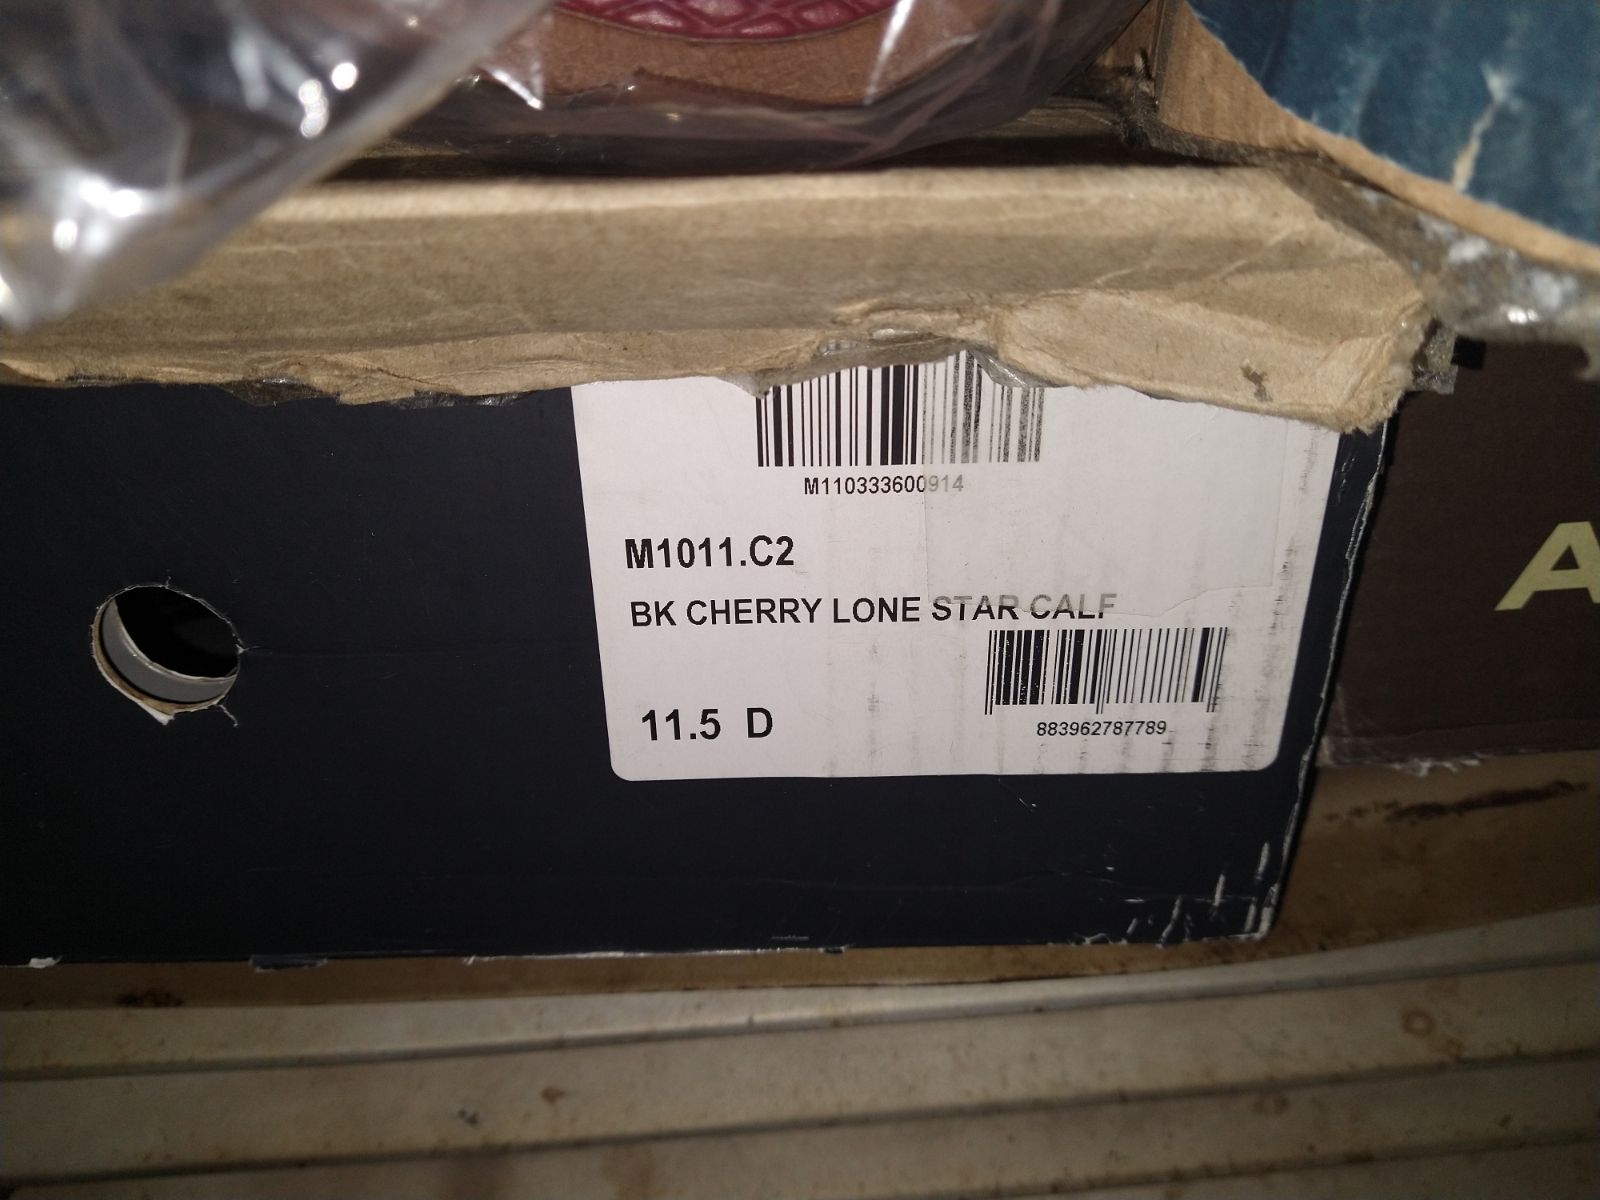 M110333600914
M1011.C2
BK CHERRY LONE STAR CALF
11.5 D
883962787789
A